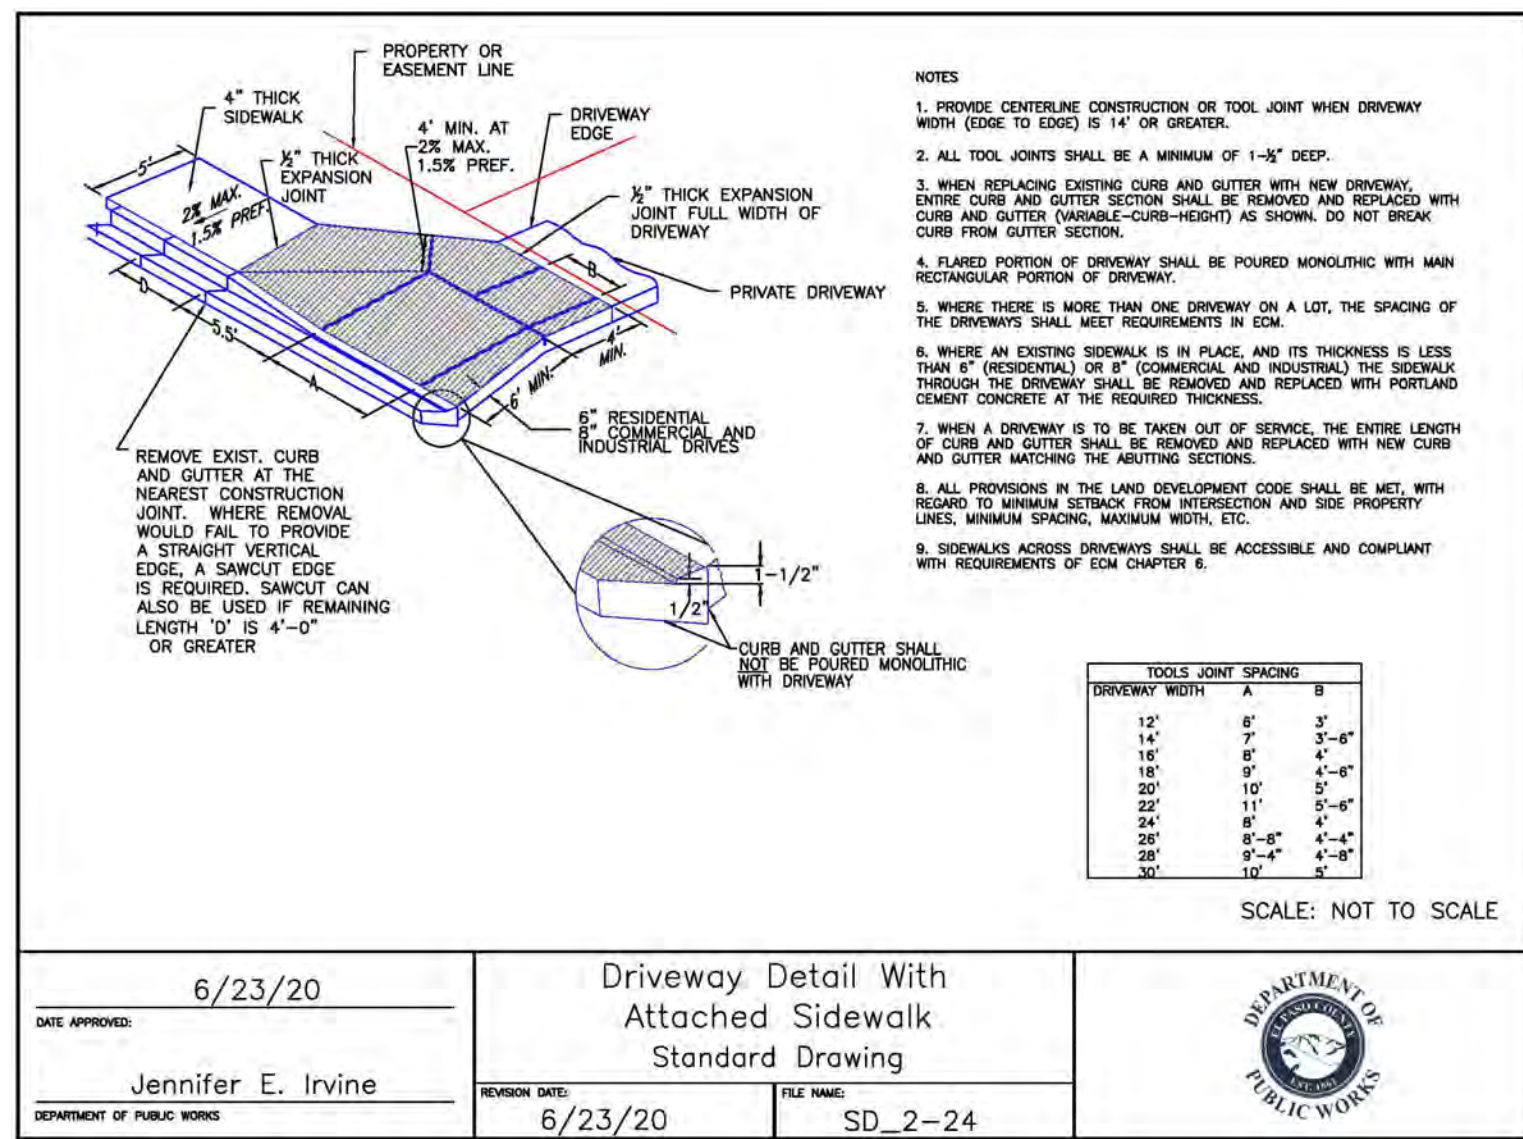 PROPERTY OR
EASEMENT LINE
4" THICK
SIDEWALK
½" THICK
EXPANSION
JOINT
4' MIN. AT
2% MAX.
1.5% PREF.
DRIVEWAY
EDGE
½" THICK EXPANSION
JOINT FULL WIDTH OF
DRIVEWAY
5'
2% MAX.
1.5% PREF.
B
PRIVATE DRIVEWAY
D
5.5'
A
4'
MIN.
6' MIN.
6" RESIDENTIAL
8" COMMERCIAL AND
INDUSTRIAL DRIVES
REMOVE EXIST. CURB
AND GUTTER AT THE
NEAREST CONSTRUCTION
JOINT. WHERE REMOVAL
WOULD FAIL TO PROVIDE
A STRAIGHT VERTICAL
EDGE, A SAWCUT EDGE
IS REQUIRED. SAWCUT CAN
ALSO BE USED IF REMAINING
LENGTH 'D' IS 4'-0"
OR GREATER
1-1/2"
1/2"
CURB AND GUTTER SHALL
NOT BE POURED MONOLITHIC
WITH DRIVEWAY
NOTES
1. PROVIDE CENTERLINE CONSTRUCTION OR TOOL JOINT WHEN DRIVEWAY
WIDTH (EDGE TO EDGE) IS 14' OR GREATER.
2. ALL TOOL JOINTS SHALL BE A MINIMUM OF 1-½" DEEP.
3. WHEN REPLACING EXISTING CURB AND GUTTER WITH NEW DRIVEWAY,
ENTIRE CURB AND GUTTER SECTION SHALL BE REMOVED AND REPLACED WITH
CURB AND GUTTER (VARIABLE-CURB-HEIGHT) AS SHOWN. DO NOT BREAK
CURB FROM GUTTER SECTION.
4. FLARED PORTION OF DRIVEWAY SHALL BE POURED MONOLITHIC WITH MAIN
RECTANGULAR PORTION OF DRIVEWAY.
5. WHERE THERE IS MORE THAN ONE DRIVEWAY ON A LOT, THE SPACING OF
THE DRIVEWAYS SHALL MEET REQUIREMENTS IN ECM.
6. WHERE AN EXISTING SIDEWALK IS IN PLACE, AND ITS THICKNESS IS LESS
THAN 6" (RESIDENTIAL) OR 8" (COMMERCIAL AND INDUSTRIAL) THE SIDEWALK
THROUGH THE DRIVEWAY SHALL BE REMOVED AND REPLACED WITH PORTLAND
CEMENT CONCRETE AT THE REQUIRED THICKNESS.
7. WHEN A DRIVEWAY IS TO BE TAKEN OUT OF SERVICE, THE ENTIRE LENGTH
OF CURB AND GUTTER SHALL BE REMOVED AND REPLACED WITH NEW CURB
AND GUTTER MATCHING THE ABUTTING SECTIONS.
8. ALL PROVISIONS IN THE LAND DEVELOPMENT CODE SHALL BE MET, WITH
REGARD TO MINIMUM SETBACK FROM INTERSECTION AND SIDE PROPERTY
LINES, MINIMUM SPACING, MAXIMUM WIDTH, ETC.
9. SIDEWALKS ACROSS DRIVEWAYS SHALL BE ACCESSIBLE AND COMPLIANT
WITH REQUIREMENTS OF ECM CHAPTER 6.
TOOLS JOINT SPACING
DRIVEWAY WIDTH A B
12' 6' 3'
14' 7' 3'-6"
16' 8' 4'
18' 9' 4'-6"
20' 10' 5'
22' 11' 5'-6"
24' 8' 4'
26' 8'-8" 4'-4"
28' 9'-4" 4'-8"
30' 10' 5'
SCALE: NOT TO SCALE
6/23/20
DATE APPROVED:
Jennifer E. Irvine
DEPARTMENT OF PUBLIC WORKS
Driveway Detail With
Attached Sidewalk
Standard Drawing
REVISION DATE:
6/23/20
FILE NAME:
SD_2-24
DEPARTMENT OF
EL PASO COUNTY
EST. 1861
PUBLIC WORKS